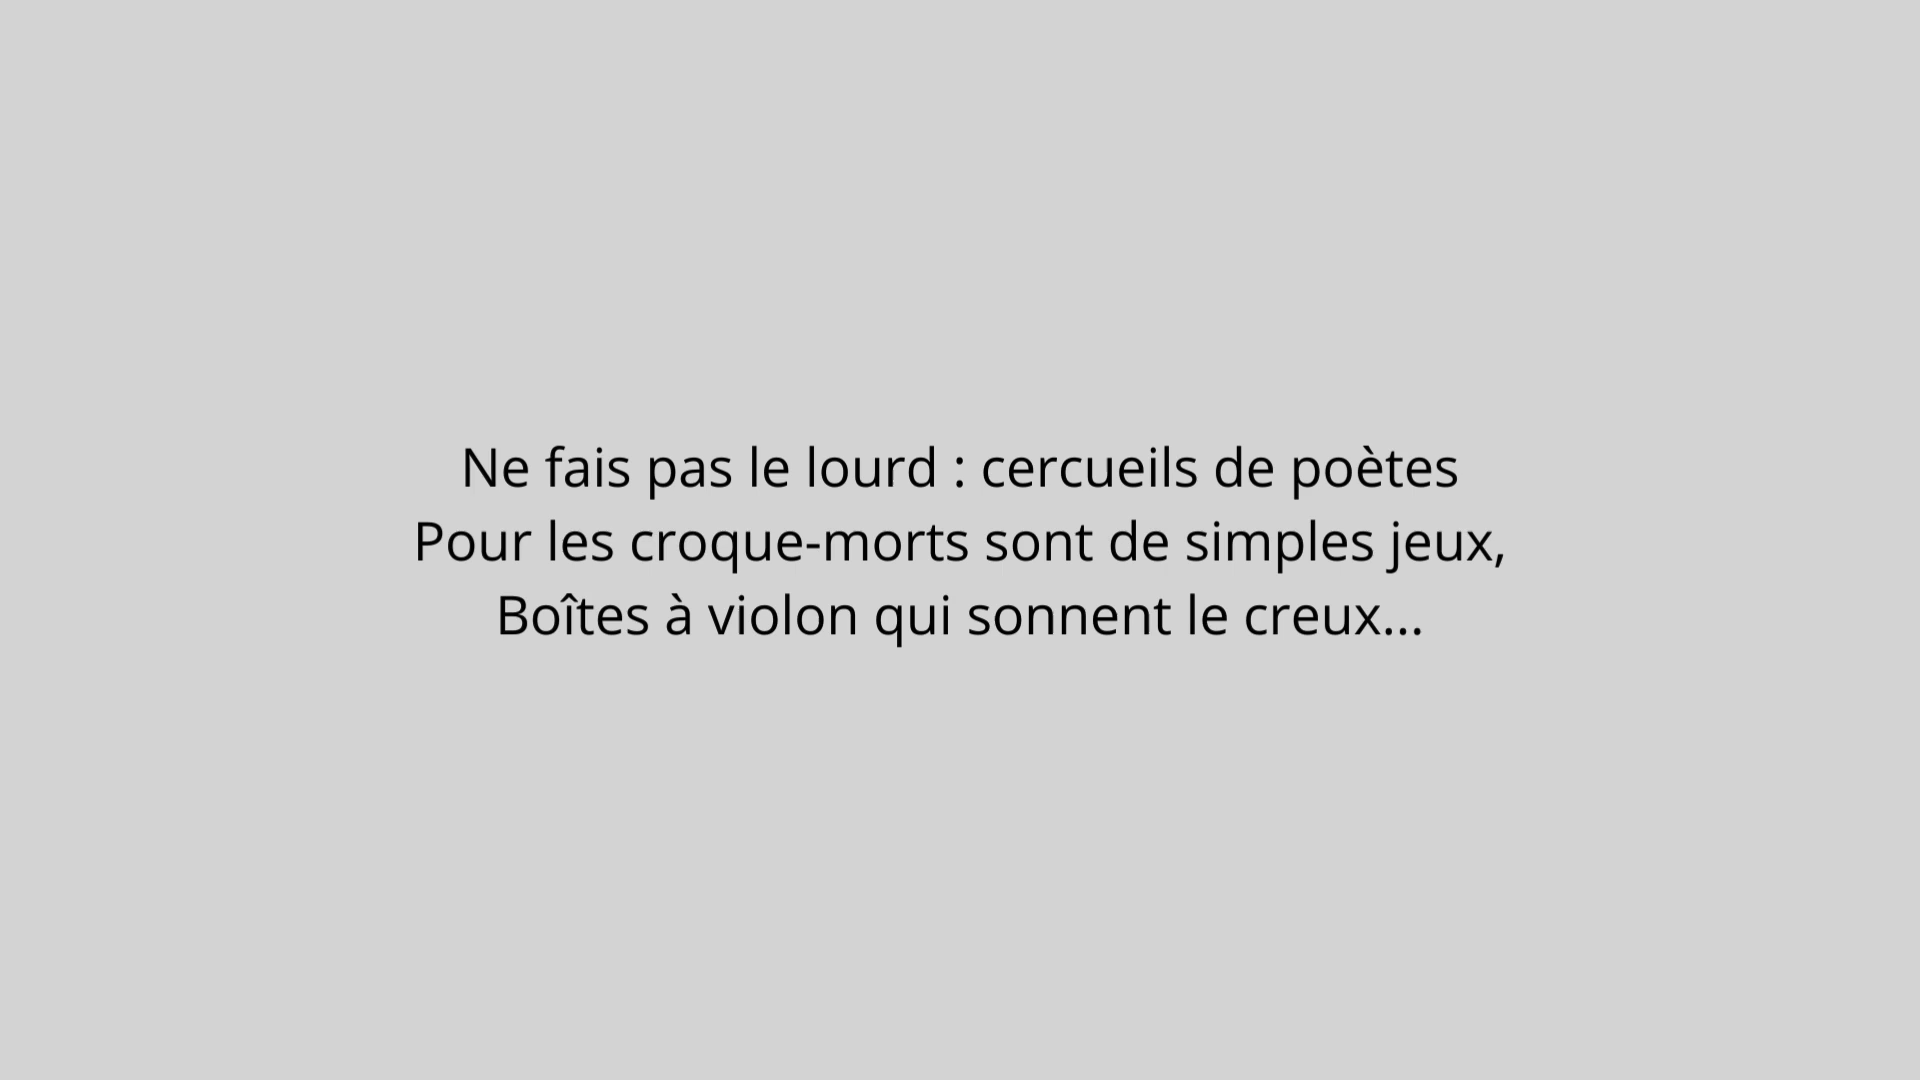 Ne fais pas le lourd : cercueils de poètes
Pour les croque-morts sont de simples jeux,
Boîtes à violon qui sonnent le creux...